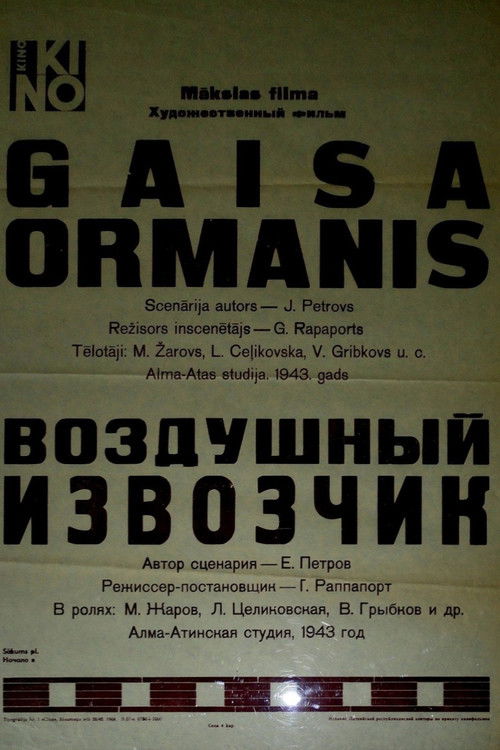 KINO
KI
NO
Mākslas filma
Художественный фильм
GAISA
ORMANIS
Scenārija autors — J. Petrovs
Režisors inscenētājs — G. Rapaports
Tēlotāji: M. Žarovs, L. Ceļikovska, V. Gribkovs u. c.
Alma-Atas studija. 1943. gads
ВОЗДУШНЫЙ
ИЗВОЗЧИК
Автор сценария — Е. Петров
Режиссер-постановщик — Г. Раппапорт
В ролях: М. Жаров, Л. Целиковская, В. Грыбков и др.
Алма-Атинская студия, 1943 год
Sākums pl.
Начало в